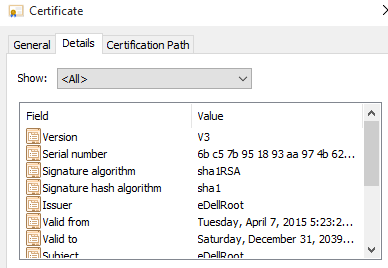 Certificate
General Details Certification Path
Show: <All>
Field Value
Version V3
Serial number 6b c5 7b 95 18 93 aa 97 4b 62...
Signature algorithm sha1RSA
Signature hash algorithm sha1
Issuer eDellRoot
Valid from Tuesday, April 7, 2015 5:23:2...
Valid to Saturday, December 31, 2039...
Subject eDellRoot